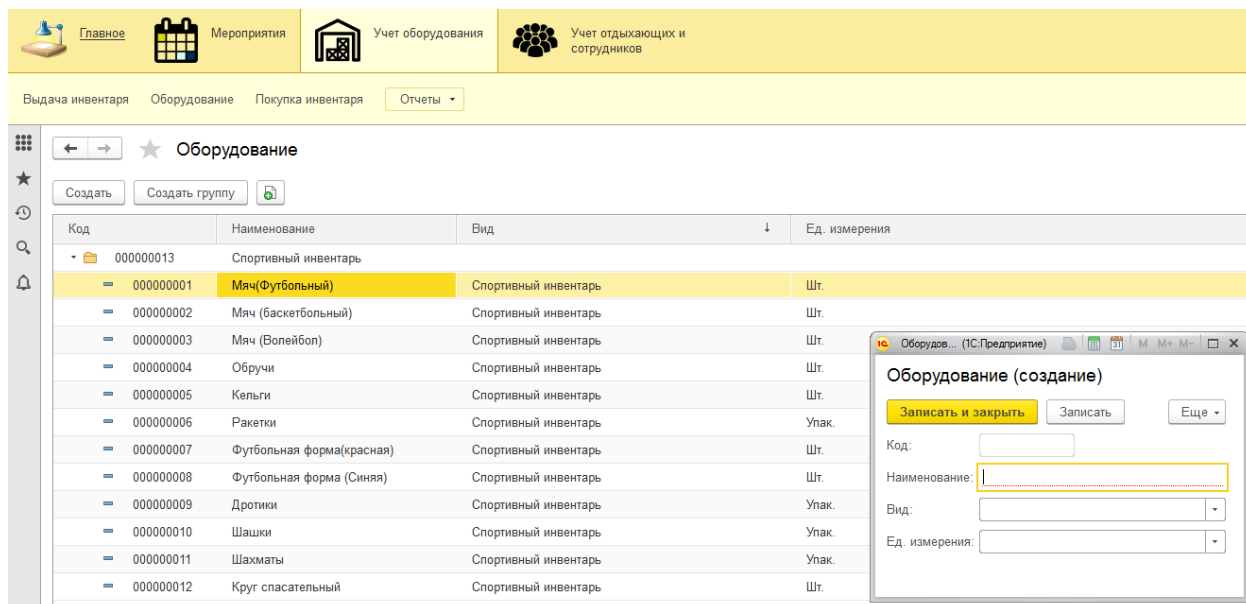 Главное Мероприятия Учет оборудования Учет отдыхающих и
сотрудников
Выдача инвентаря Оборудование Покупка инвентаря Отчеты
Оборудование
Создать Создать группу
Код Наименование Вид ↓ Ед. измерения
000000013 Спортивный инвентарь
000000001 Мяч(Футбольный) Спортивный инвентарь Шт.
000000002 Мяч (баскетбольный) Спортивный инвентарь Шт.
000000003 Мяч (Волейбол) Спортивный инвентарь Шт.
000000004 Обручи Спортивный инвентарь Шт.
000000005 Кельги Спортивный инвентарь Шт.
000000006 Ракетки Спортивный инвентарь Упак.
000000007 Футбольная форма(красная) Спортивный инвентарь Шт.
000000008 Футбольная форма (Синяя) Спортивный инвентарь Шт.
000000009 Дротики Спортивный инвентарь Упак.
000000010 Шашки Спортивный инвентарь Упак.
000000011 Шахматы Спортивный инвентарь Упак.
000000012 Круг спасательный Спортивный инвентарь Шт.
1С Оборудов... (1С:Предприятие) 31 M M+ M-
Оборудование (создание)
Записать и закрыть Записать Еще
Код:
Наименование:
Вид:
Ед. измерения: